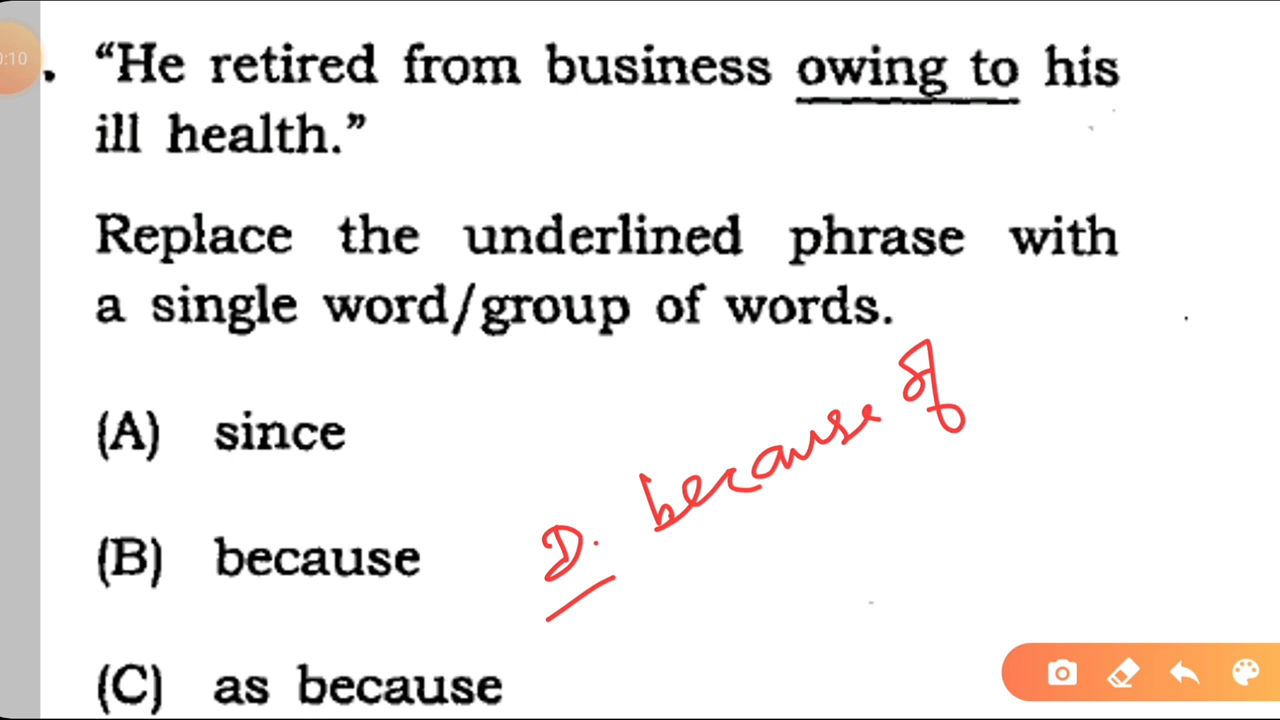 :10
. “He retired from business owing to his
ill health.”
Replace the underlined phrase with
a single word/group of words.
(A) since
(B) because
D. because of
(C) as because